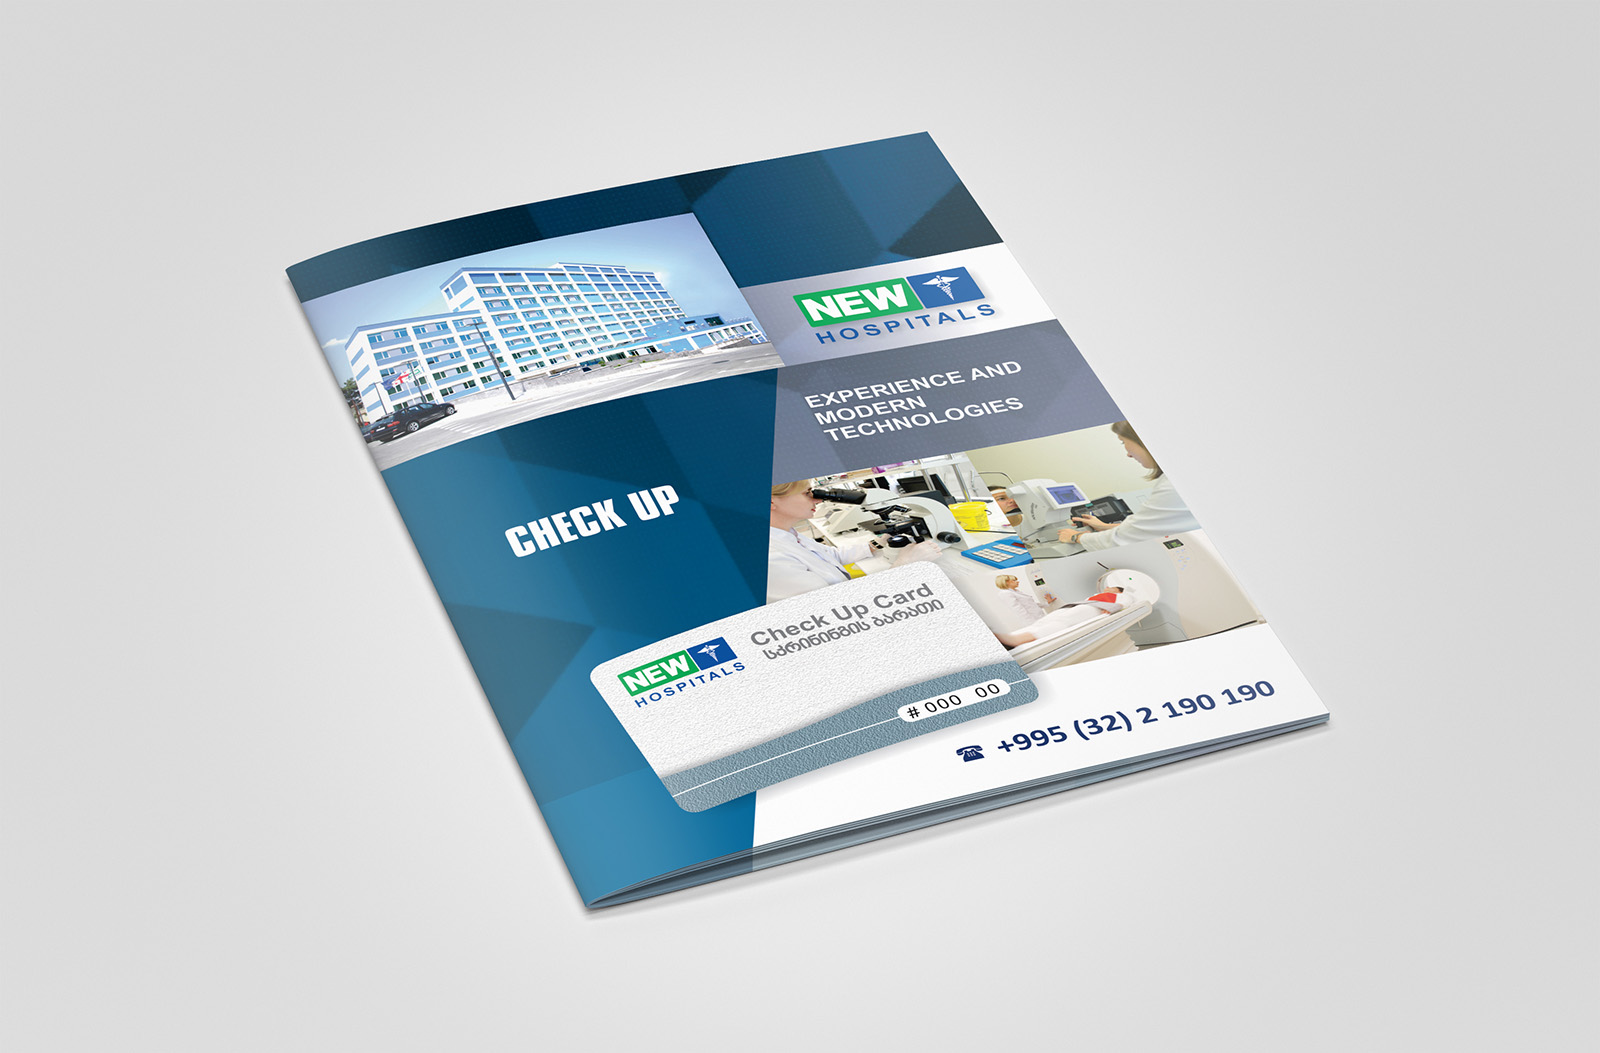 NEW
HOSPITALS
EXPERIENCE AND
MODERN
TECHNOLOGIES
CHECK UP
Check Up Card
სკრინინგის ბარათი
NEW
HOSPITALS
#000 00
☎ +995 (32) 2 190 190